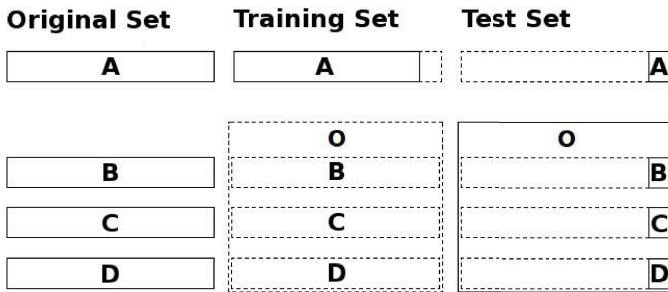 Original Set Training Set Test Set
A A A
O O
B B B
C C C
D D D